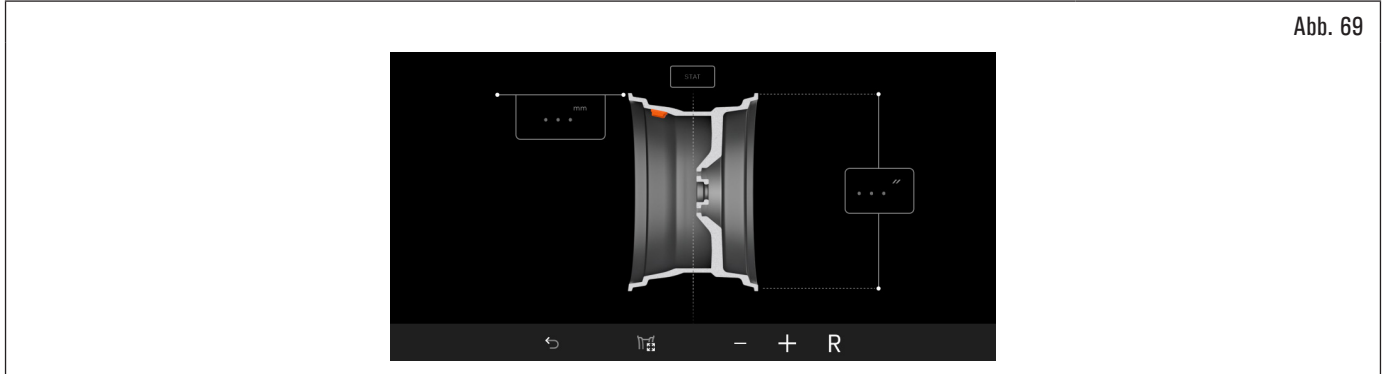 Abb. 69
STAT
mm
. . .
. . . ″
- + R